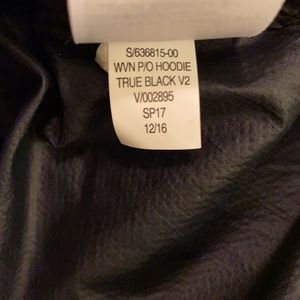 S/636815-00
WVN P/O HOODIE
TRUE BLACK V2
V/002895
SP17
12/16